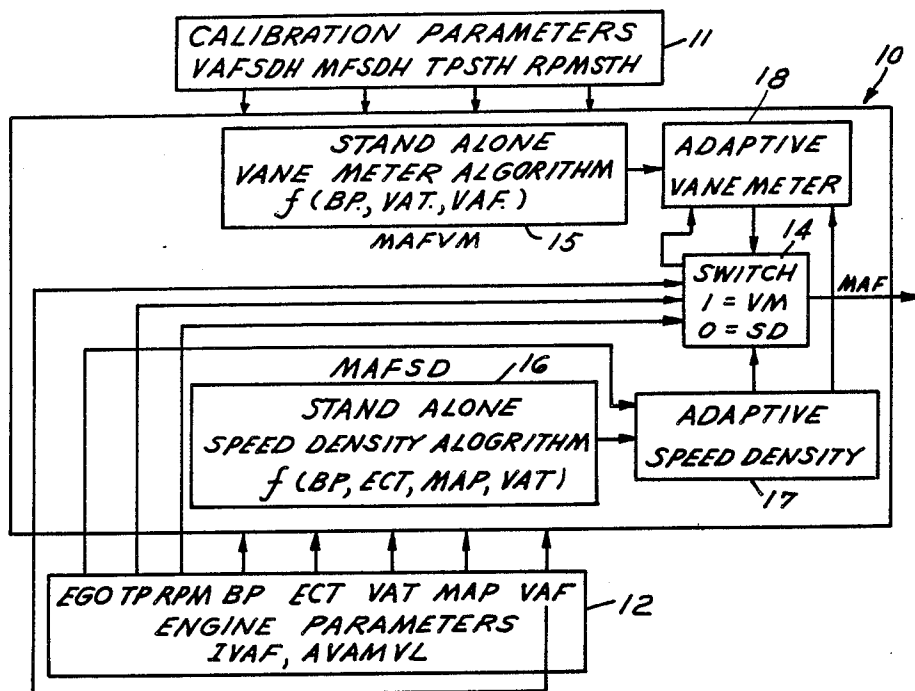 CALIBRATION PARAMETERS
VAFSDH MFSDH TPSTH RPMSTH
11
10
18
STAND ALONE
VANE METER ALGORITHM
f (BP., VAT., VAF.)
MAFVM
15
ADAPTIVE
VANE METER
14
SWITCH
1 = VM
0 = SD
MAF
MAFSD
16
STAND ALONE
SPEED DENSITY ALOGRITHM
f (BP, ECT, MAP, VAT)
ADAPTIVE
SPEED DENSITY
17
EGO TP RPM BP ECT VAT MAP VAF
ENGINE PARAMETERS
IVAF, AVAMVL
12